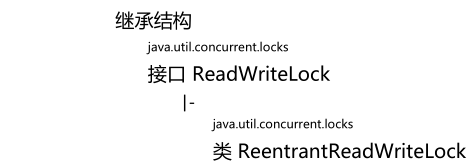 继承结构
java.util.concurrent.locks
接口 ReadWriteLock
|-
java.util.concurrent.locks
类 ReentrantReadWriteLock